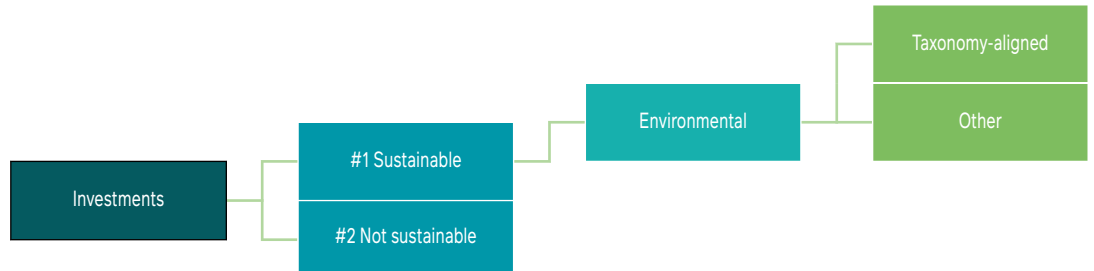 Investments
#1 Sustainable
#2 Not sustainable
Environmental
Taxonomy-aligned
Other